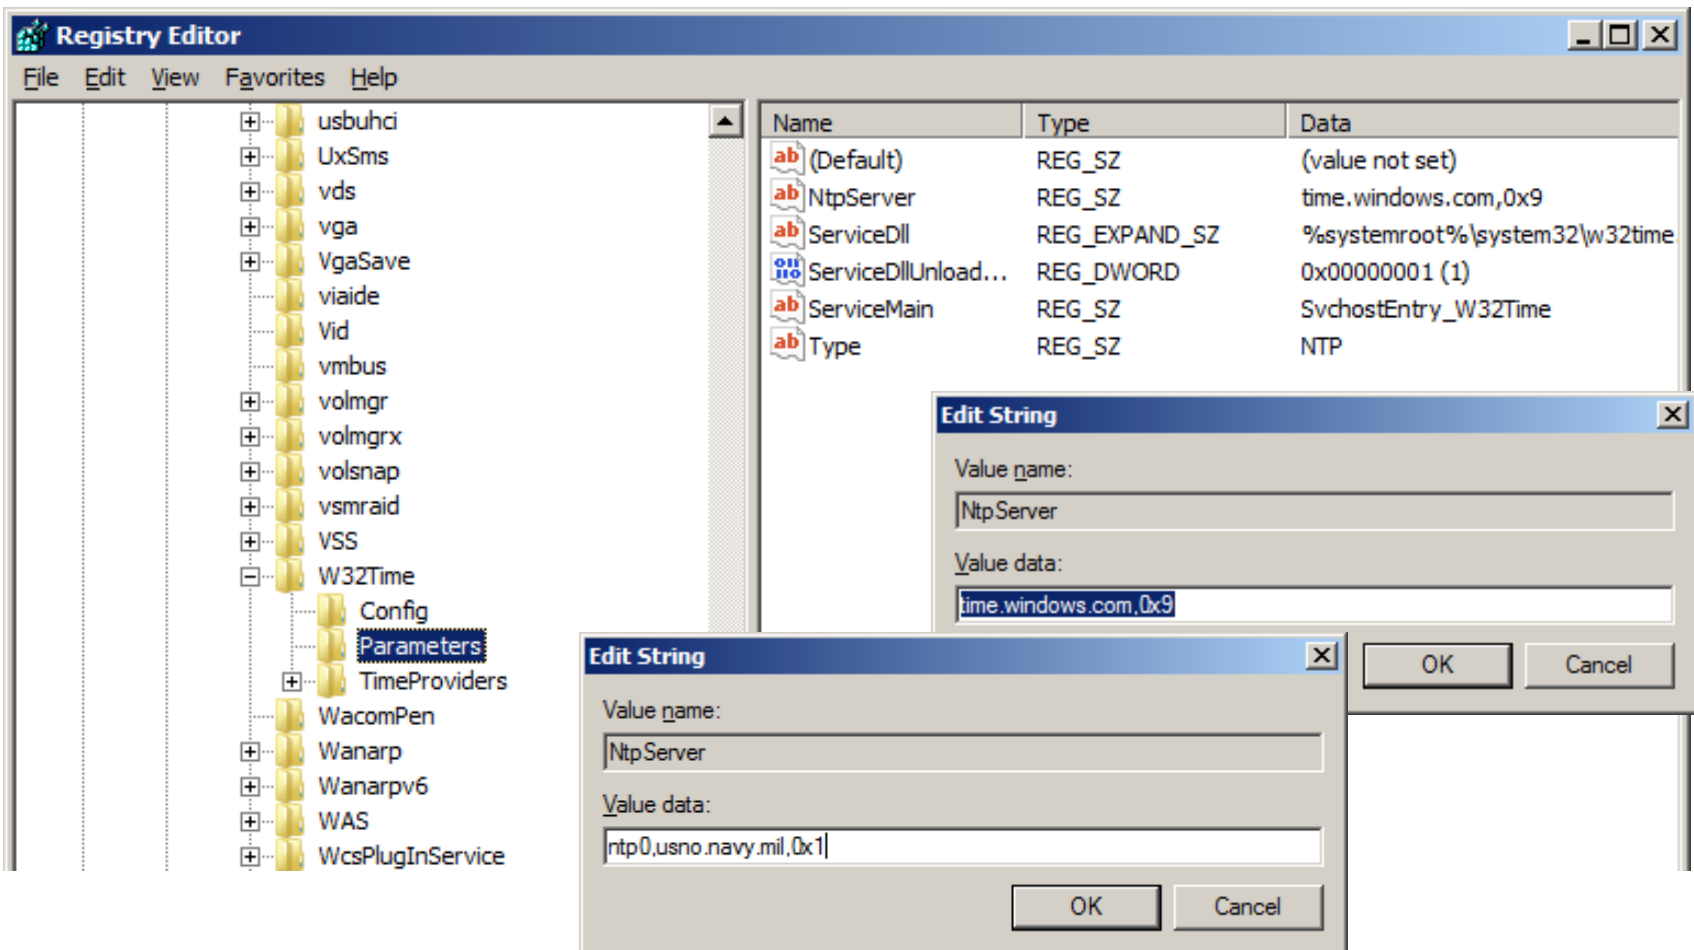 Registry Editor
File Edit View Favorites Help
usbuhci
UxSms
vds
vga
VgaSave
viaide
Vid
vmbus
volmgr
volmgrx
volsnap
vsmraid
VSS
W32Time
Config
Parameters
TimeProviders
WacomPen
Wanarp
Wanarpv6
WAS
WcsPlugInService
Name Type Data
(Default) REG_SZ (value not set)
NtpServer REG_SZ time.windows.com,0x9
ServiceDll REG_EXPAND_SZ %systemroot%\system32\w32time.
ServiceDllUnload... REG_DWORD 0x00000001 (1)
ServiceMain REG_SZ SvchostEntry_W32Time
Type REG_SZ NTP
Edit String
Value name:
NtpServer
Value data:
time.windows.com,0x9
OK Cancel
Edit String
Value name:
NtpServer
Value data:
ntp0,usno.navy.mil,0x1
OK Cancel